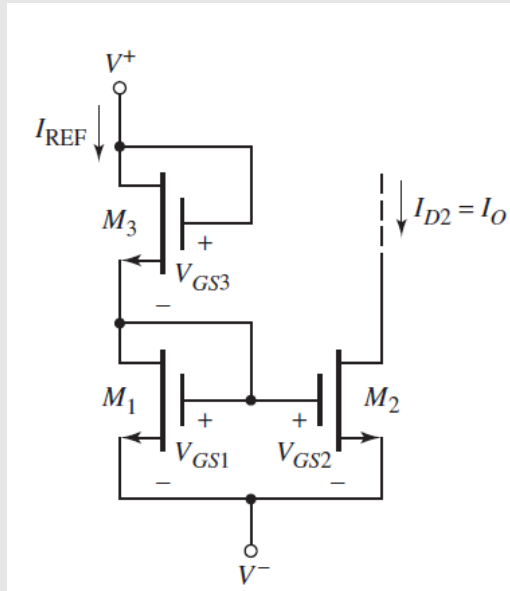 V+
IREF
ID2 = IO
M3
+
VGS3
−
M1
M2
+
+
VGS1
VGS2
−
−
V−